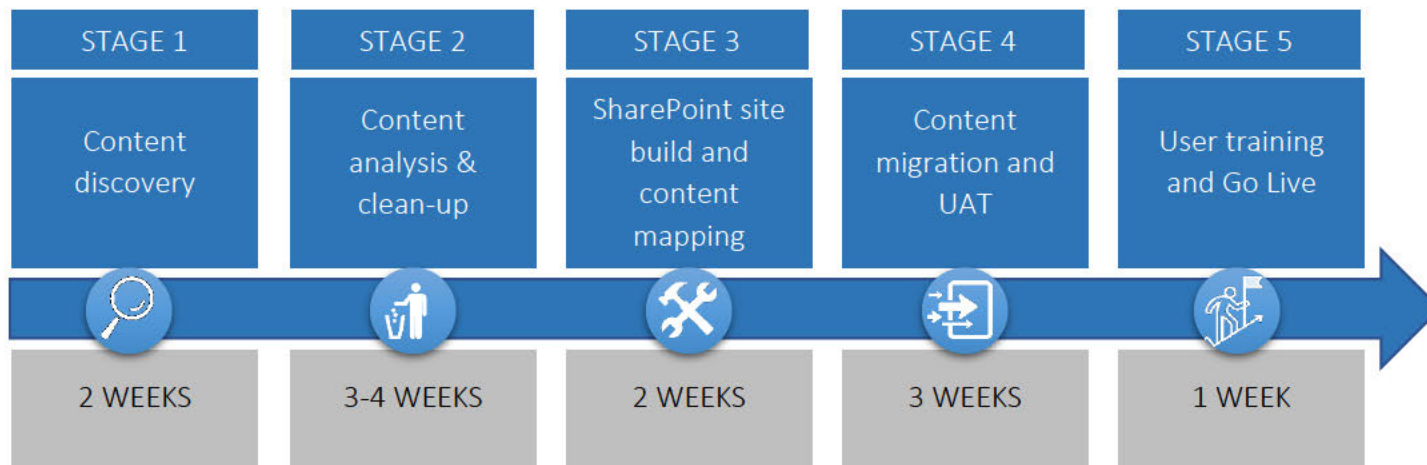 STAGE 1
STAGE 2
STAGE 3
STAGE 4
STAGE 5
Content
discovery
Content
analysis &
clean-up
SharePoint site
build and
content
mapping
Content
migration and
UAT
User training
and Go Live
2 WEEKS
3-4 WEEKS
2 WEEKS
3 WEEKS
1 WEEK